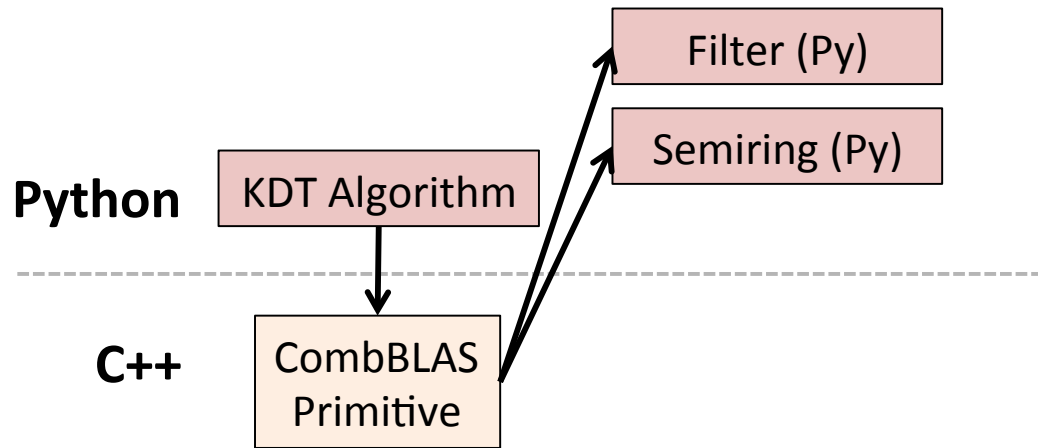 Filter (Py)
Semiring (Py)
Python
KDT Algorithm
C++
CombBLAS
Primitive